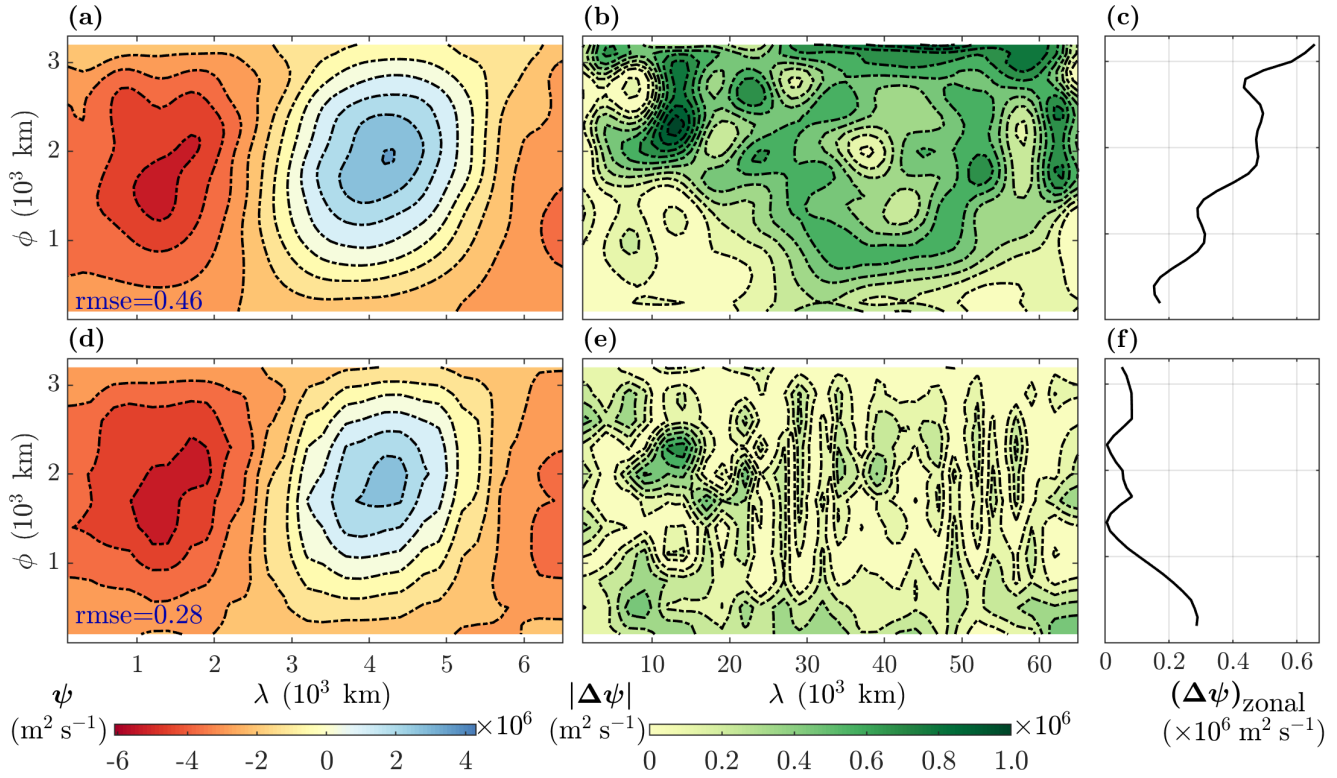 (a) (b) (c)
3
2
1
ϕ (10³ km)
rmse=0.46
(d) (e) (f)
3
2
1
ϕ (10³ km)
rmse=0.28
1 2 3 4 5 6 10 20 30 40 50 60 0 0.2 0.4 0.6
ψ λ (10³ km) |Δψ| λ (10³ km) (Δψ)zonal
(m² s⁻¹) ×10⁶ (m² s⁻¹) ×10⁶ (×10⁶ m² s⁻¹)
-6 -4 -2 0 2 4 0 0.2 0.4 0.6 0.8 1.0